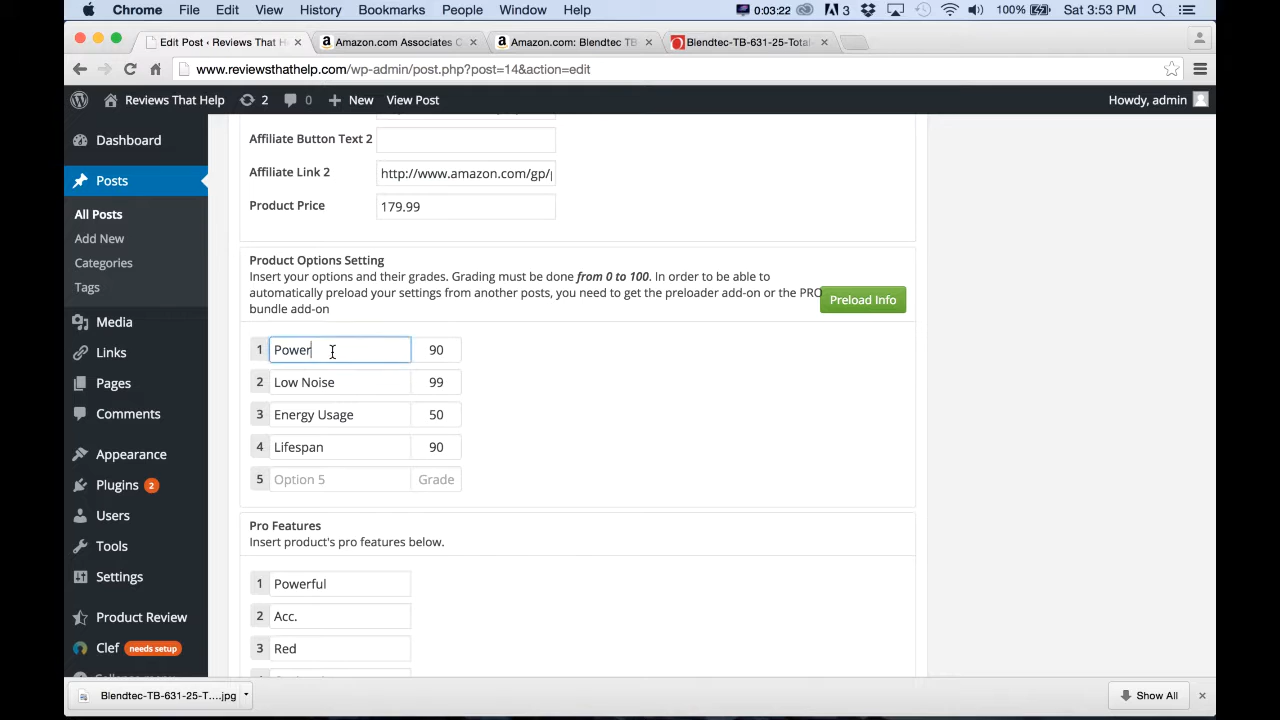 Chrome File Edit View History Bookmarks People Window Help 0:03:22 3 100% Sat 3:53 PM
Edit Post ‹ Reviews That H Amazon.com Associates C Amazon.com: Blendtec TB Blendtec-TB-631-25-Total
www.reviewsthathelp.com/wp-admin/post.php?post=14&action=edit
Reviews That Help 2 0 New View Post Howdy, admin
Dashboard
Posts
All Posts
Add New
Categories
Tags
Media
Links
Pages
Comments
Appearance
Plugins 2
Users
Tools
Settings
Product Review
Clef needs setup
Affiliate Button Text 2
Affiliate Link 2 http://www.amazon.com/gp/p
Product Price 179.99
Product Options Setting
Insert your options and their grades. Grading must be done from 0 to 100. In order to be able to
automatically preload your settings from another posts, you need to get the preloader add-on or the PRO
bundle add-on
Preload Info
1 Power 90
2 Low Noise 99
3 Energy Usage 50
4 Lifespan 90
5 Option 5 Grade
Pro Features
Insert product's pro features below.
1 Powerful
2 Acc.
3 Red
Blendtec-TB-631-25-T....jpg Show All